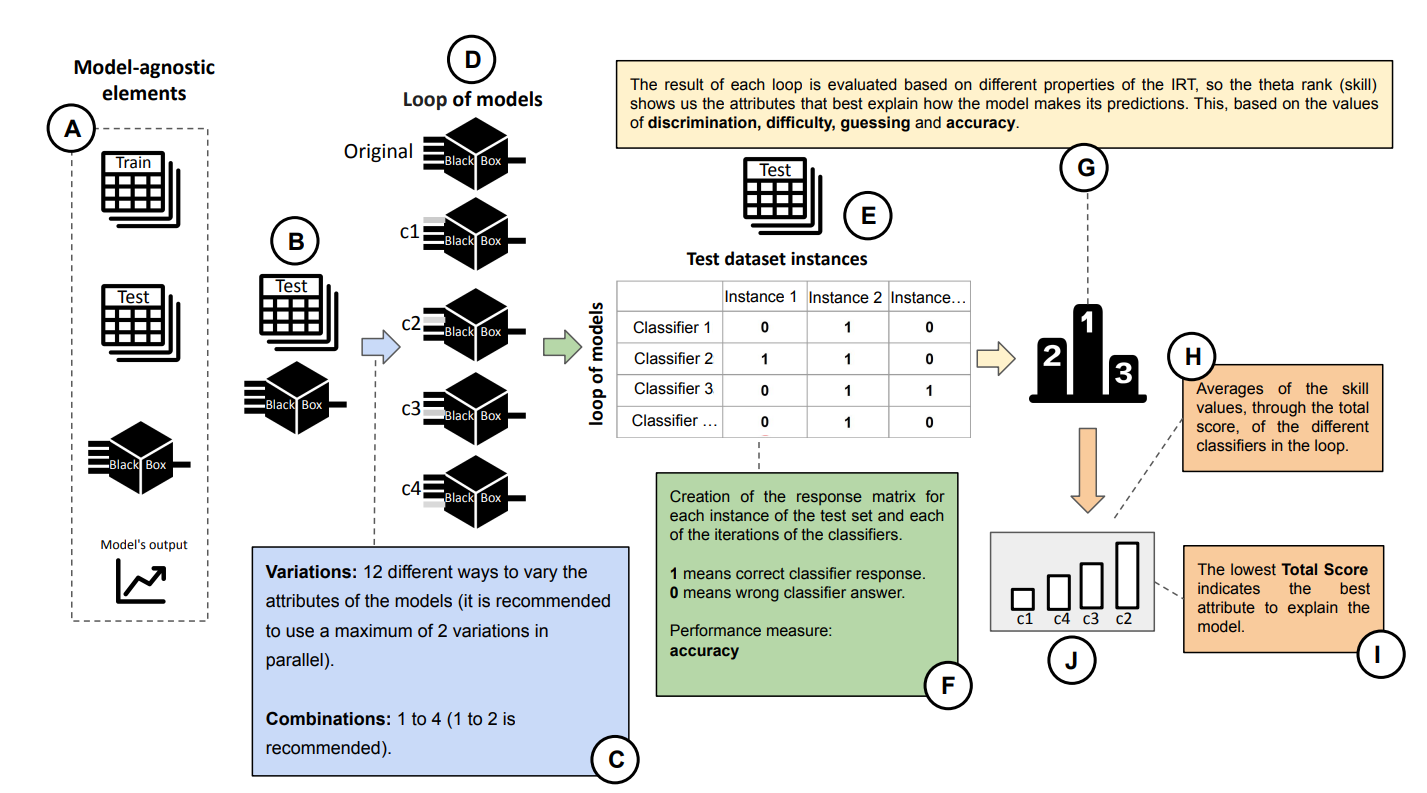 Model-agnostic
elements
A
Train
Test
Black Box
Model's output
B
Test
Black Box
D
Loop of models
Original
Black Box
c1
Black Box
c2
Black Box
c3
Black Box
c4
Black Box
Variations: 12 different ways to vary the
attributes of the models (it is recommended
to use a maximum of 2 variations in
parallel).
Combinations: 1 to 4 (1 to 2 is
recommended).
C
The result of each loop is evaluated based on different properties of the IRT, so the theta rank (skill)
shows us the attributes that best explain how the model makes its predictions. This, based on the values
of discrimination, difficulty, guessing and accuracy.
G
Test
E
Test dataset instances
loop of models
Instance 1 Instance 2 Instance...
Classifier 1 0 1 0
Classifier 2 1 1 0
Classifier 3 0 1 1
Classifier ... 0 1 0
Creation of the response matrix for
each instance of the test set and each
of the iterations of the classifiers.
1 means correct classifier response.
0 means wrong classifier answer.
Performance measure:
accuracy
F
2 1 3
H
Averages of the skill
values, through the total
score, of the different
classifiers in the loop.
c1 c4 c3 c2
J
The lowest Total Score
indicates the best
attribute to explain the
model.
I